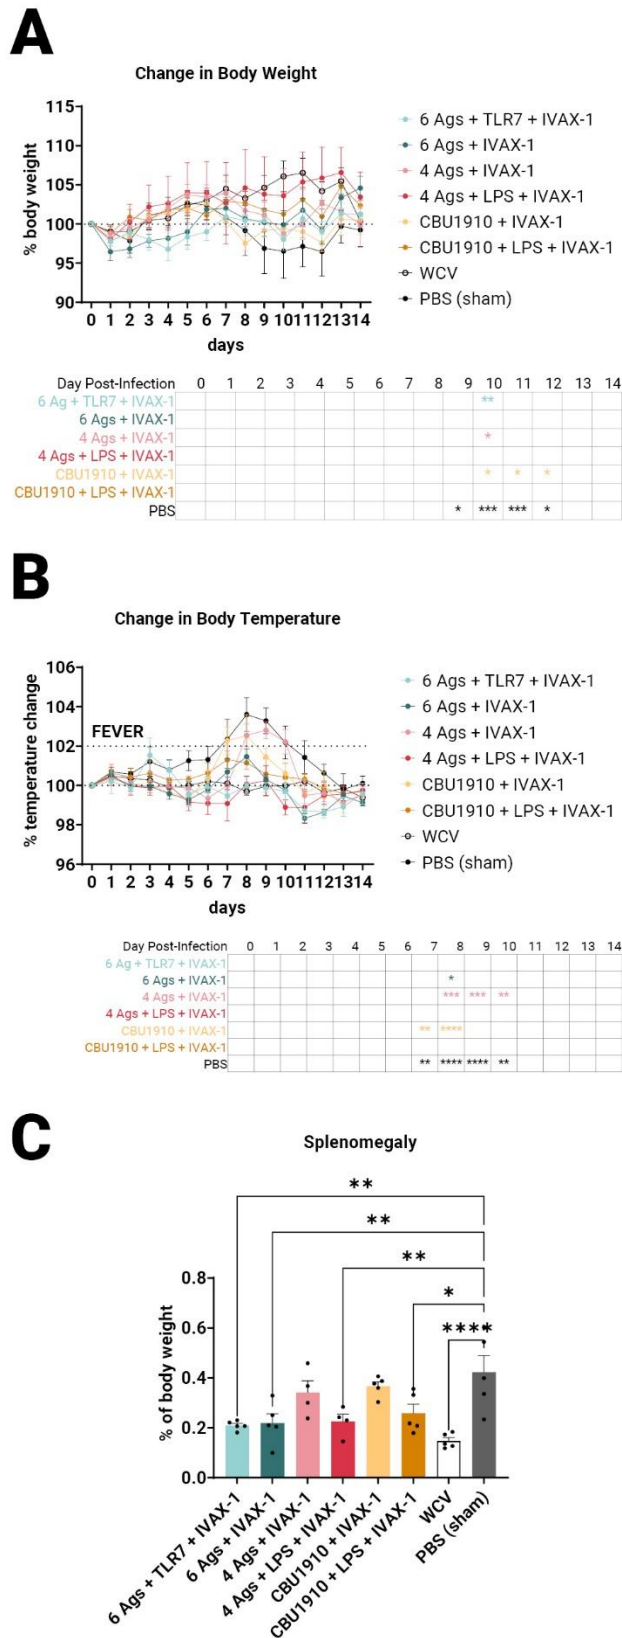 A
Change in Body Weight
115
110
105
100
95
90
% body weight
0 1 2 3 4 5 6 7 8 9 10 11 12 13 14
days
6 Ags + TLR7 + IVAX-1
6 Ags + IVAX-1
4 Ags + IVAX-1
4 Ags + LPS + IVAX-1
CBU1910 + IVAX-1
CBU1910 + LPS + IVAX-1
WCV
PBS (sham)
Day Post-Infection 0 1 2 3 4 5 6 7 8 9 10 11 12 13 14
6 Ag + TLR7 + IVAX-1 **
6 Ags + IVAX-1
4 Ags + IVAX-1 *
4 Ags + LPS + IVAX-1
CBU1910 + IVAX-1 * * *
CBU1910 + LPS + IVAX-1
PBS * *** *** *
B
Change in Body Temperature
106
104
102
100
98
96
% temperature change
FEVER
0 1 2 3 4 5 6 7 8 9 10 11 12 13 14
days
6 Ags + TLR7 + IVAX-1
6 Ags + IVAX-1
4 Ags + IVAX-1
4 Ags + LPS + IVAX-1
CBU1910 + IVAX-1
CBU1910 + LPS + IVAX-1
WCV
PBS (sham)
Day Post-Infection 0 1 2 3 4 5 6 7 8 9 10 11 12 13 14
6 Ag + TLR7 + IVAX-1
6 Ags + IVAX-1 *
4 Ags + IVAX-1 *** *** **
4 Ags + LPS + IVAX-1
CBU1910 + IVAX-1 ** ****
CBU1910 + LPS + IVAX-1
PBS ** **** **** **
C
Splenomegaly
**
**
**
*
****
0.8
0.6
0.4
0.2
0.0
% of body weight
6 Ags + TLR7 + IVAX-1
6 Ags + IVAX-1
4 Ags + IVAX-1
4 Ags + LPS + IVAX-1
CBU1910 + IVAX-1
CBU1910 + LPS + IVAX-1
WCV
PBS (sham)